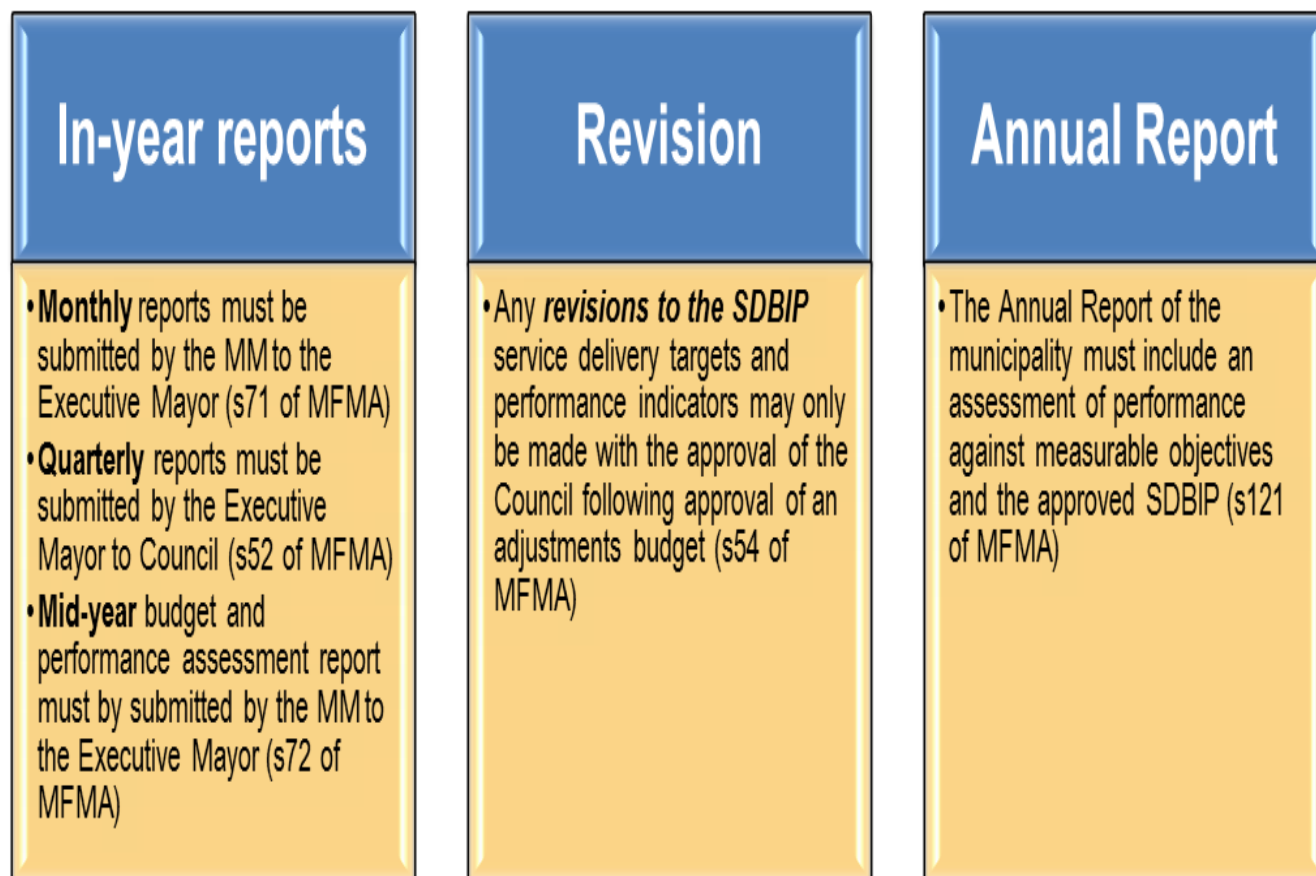 In-year reports
•Monthly reports must be
submitted by the MM to the
Executive Mayor (s71 of MFMA)
•Quarterly reports must be
submitted by the Executive
Mayor to Council (s52 of MFMA)
•Mid-year budget and
performance assessment report
must by submitted by the MM to
the Executive Mayor (s72 of
MFMA)
Revision
•Any revisions to the SDBIP
service delivery targets and
performance indicators may only
be made with the approval of the
Council following approval of an
adjustments budget (s54 of
MFMA)
Annual Report
•The Annual Report of the
municipality must include an
assessment of performance
against measurable objectives
and the approved SDBIP (s121
of MFMA)